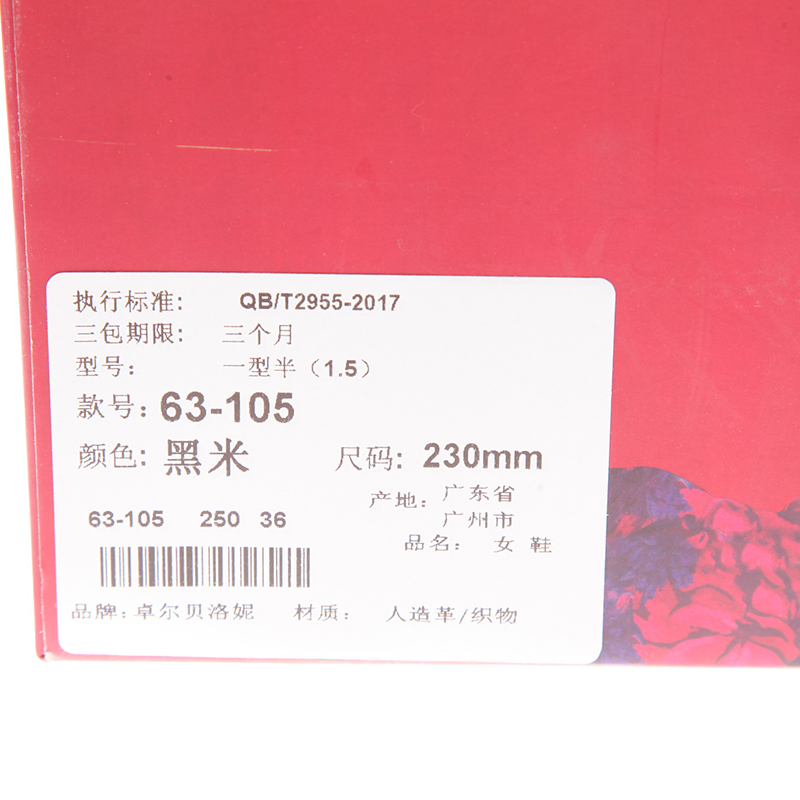 执行标准: QB/T2955-2017
三包期限: 三个月
型号: 一型半（1.5）
款号: 63-105
颜色: 黑米 尺码: 230mm
产地: 广东省
广州市
63-105 250 36
品名: 女鞋
品牌: 卓尔贝洛妮 材质: 人造革/织物